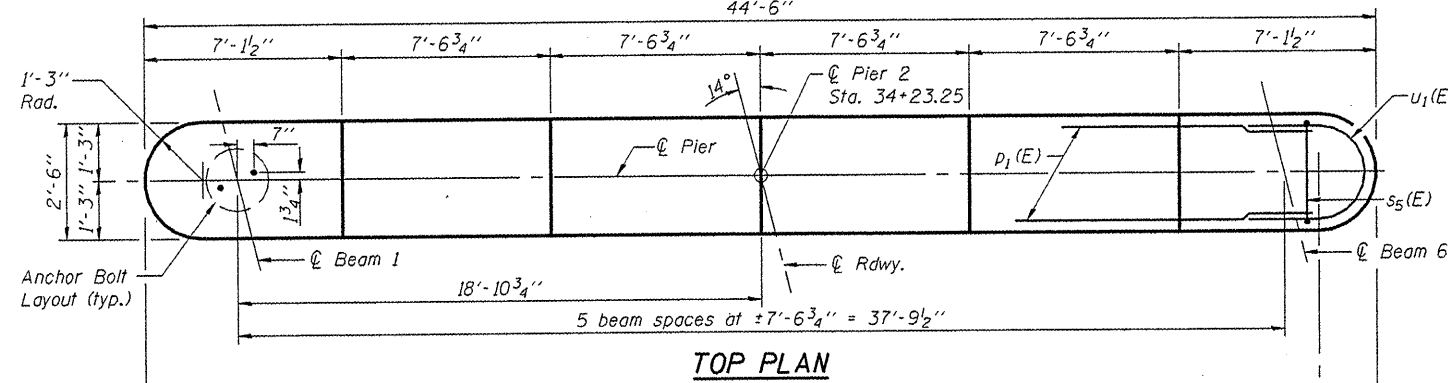 44'-6"
7'-1½"
7'-6¾"
7'-6¾"
7'-6¾"
7'-6¾"
7'-1½"
1'-3"
Rad.
14°
℄ Pier 2
Sta. 34+23.25
u₁(E
7"
2'-6"
1'-3"
1'-3"
℄ Pier
p₁(E)
1¾"
s₅(E)
Anchor Bolt
Layout (typ.)
℄ Beam 1
℄ Rdwy.
℄ Beam 6
18'-10¾"
5 beam spaces at ±7'-6¾" = 37'-9½"
TOP PLAN